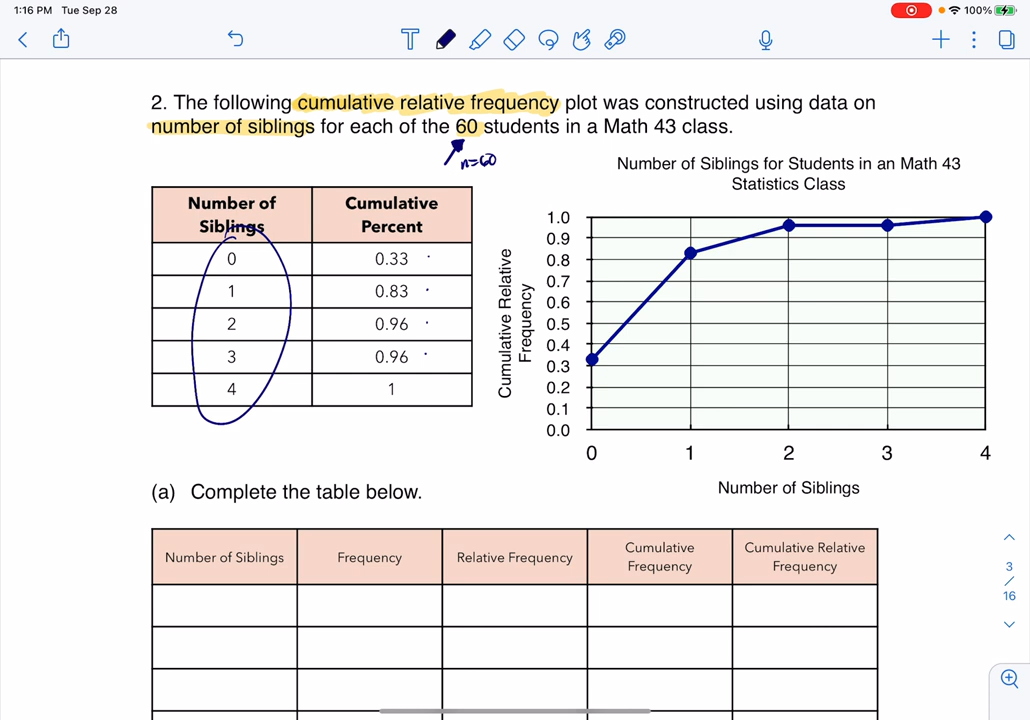 1:16 PM Tue Sep 28
100%
2. The following cumulative relative frequency plot was constructed using data on
number of siblings for each of the 60 students in a Math 43 class.
n=60
Number of Siblings for Students in an Math 43
Statistics Class
Number of
Siblings
Cumulative
Percent
0 0.33
1 0.83
2 0.96
3 0.96
4 1
Cumulative Relative
Frequency
1.0
0.9
0.8
0.7
0.6
0.5
0.4
0.3
0.2
0.1
0.0
0 1 2 3 4
Number of Siblings
(a) Complete the table below.
Number of Siblings
Frequency
Relative Frequency
Cumulative
Frequency
Cumulative Relative
Frequency
3
/
16